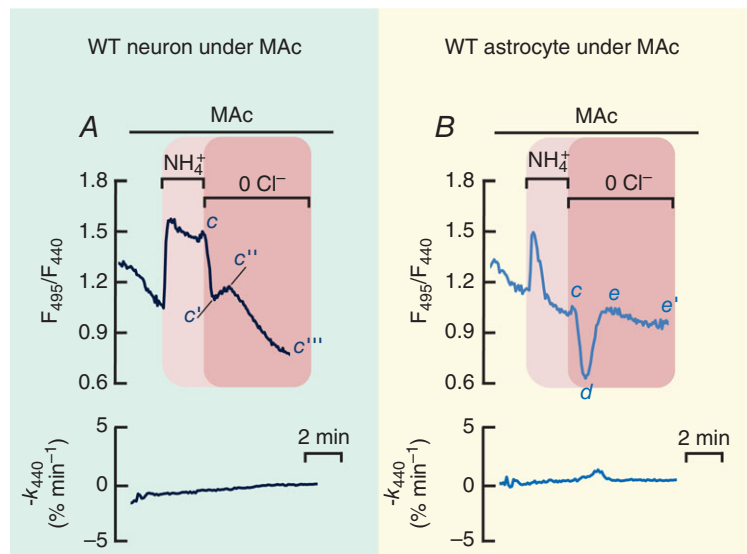 WT neuron under MAc
A
MAc
NH₄⁺
0 Cl⁻
1.8
1.5
1.2
0.9
0.6
F₄₉₅/F₄₄₀
c
c''
c'
c'''
5
0
−5
-k₄₄₀
(% min⁻¹)
2 min
WT astrocyte under MAc
B
MAc
NH₄⁺
0 Cl⁻
1.8
1.5
1.2
0.9
0.6
F₄₉₅/F₄₄₀
c
e
e'
d
5
0
−5
-k₄₄₀
(% min⁻¹)
2 min